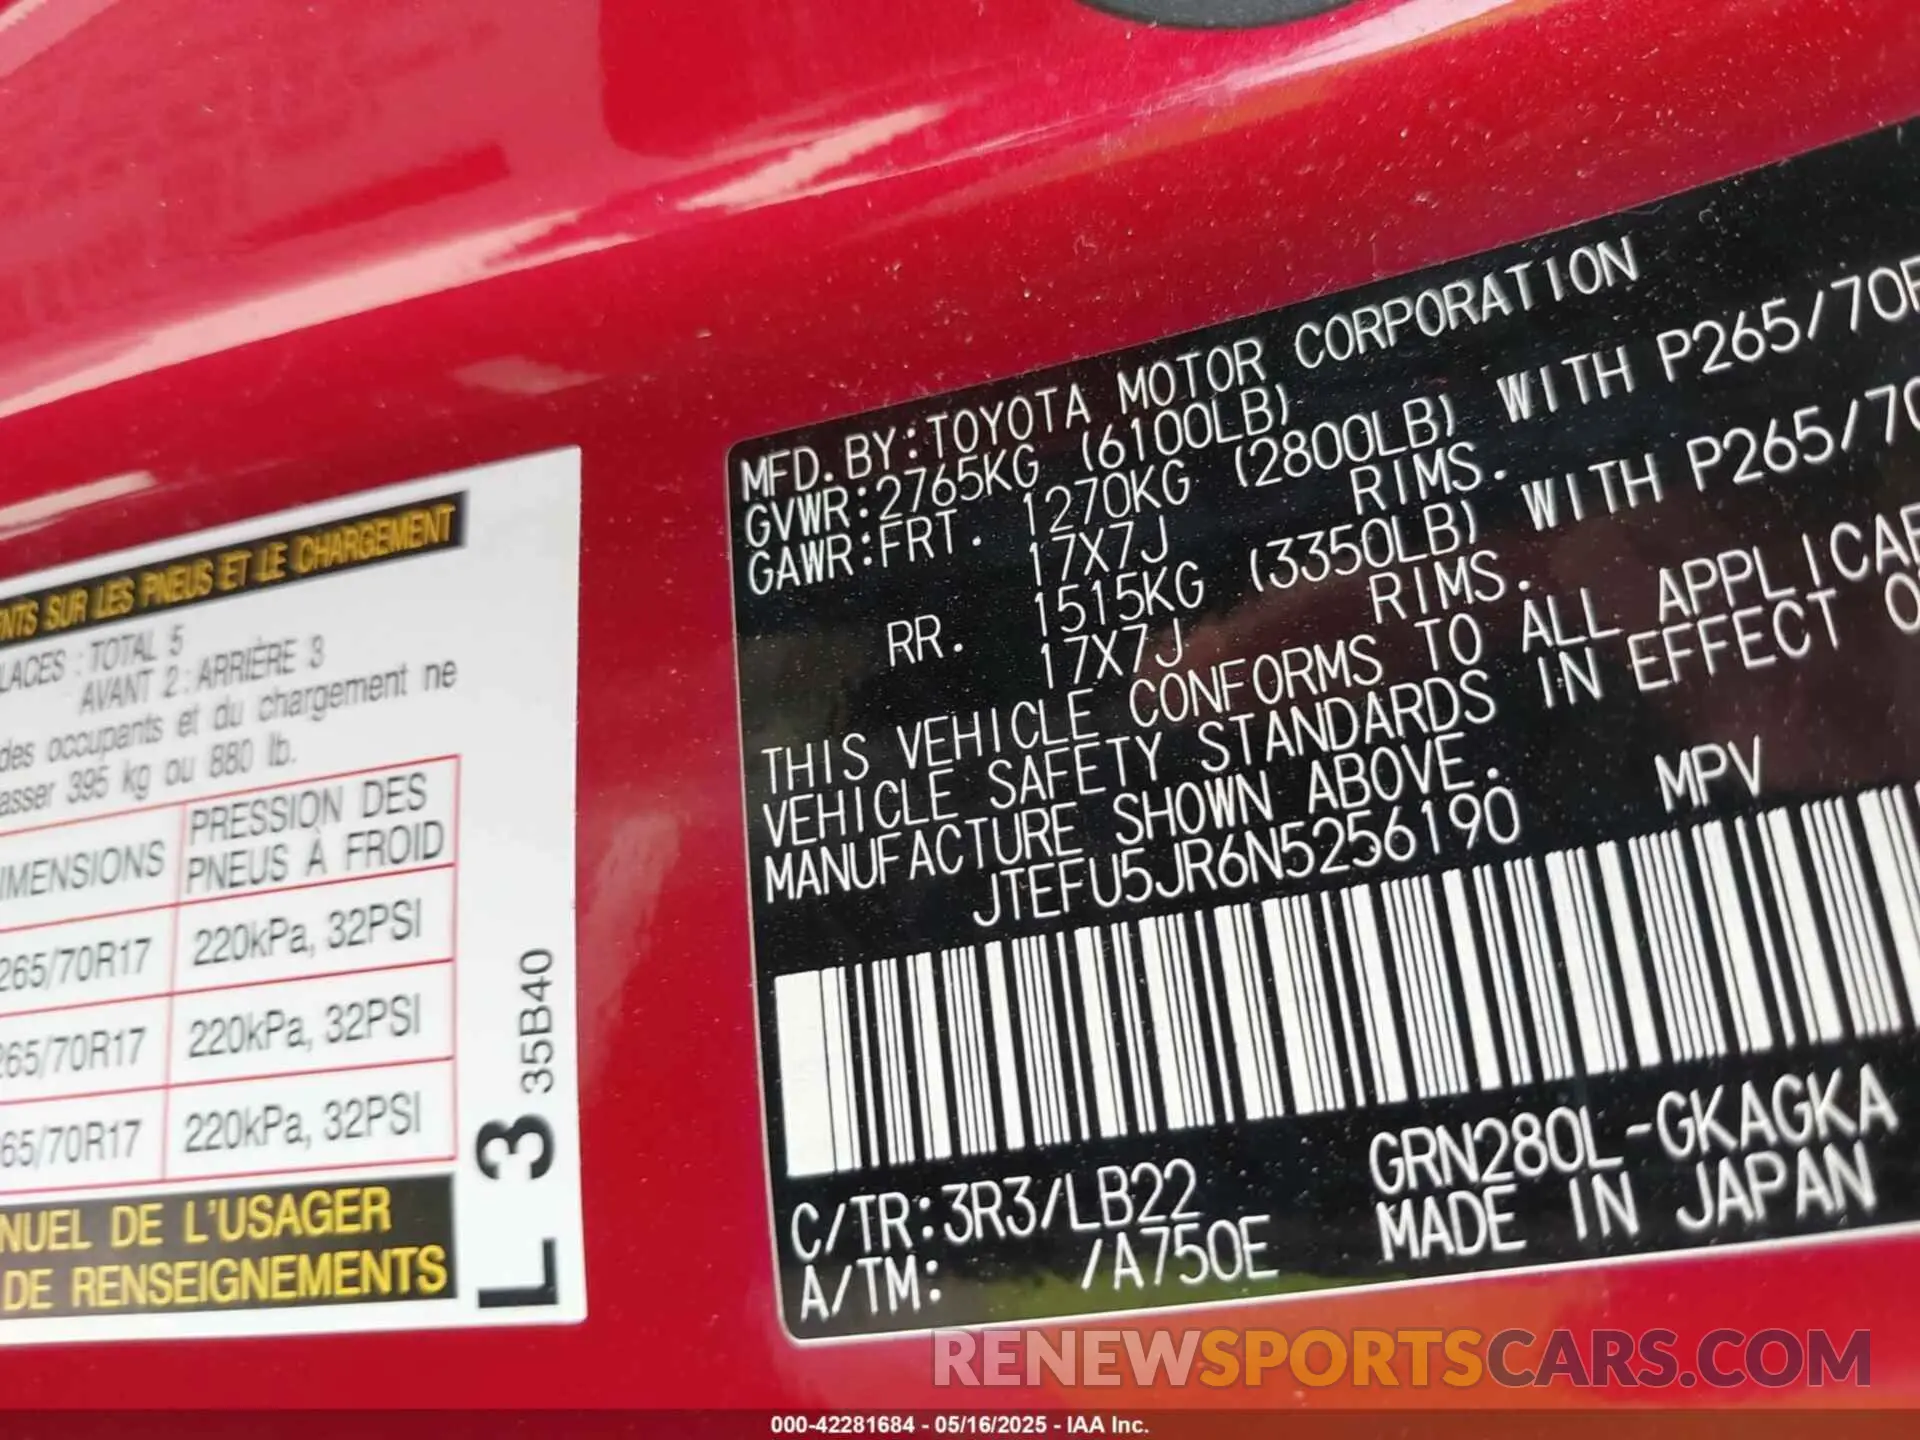 MFD. BY: TOYOTA MOTOR CORPORATION
GVWR: 2765KG (6100LB)
GAWR: FRT. 1270KG (2800LB) WITH P265/70R
17X7J RIMS.
RR. 1515KG (3350LB) WITH P265/70
17X7J RIMS.
THIS VEHICLE CONFORMS TO ALL APPLICAB
VEHICLE SAFETY STANDARDS IN EFFECT O
MANUFACTURE SHOWN ABOVE.
JTEFU5JR6N5256190 MPV
GRN280L-GKAGKA
C/TR: 3R3/LB22 MADE IN JAPAN
A/TM: /A750E
NTS SUR LES PNEUS ET LE CHARGEMENT
LACES : TOTAL 5
AVANT 2 : ARRIÈRE 3
des occupants et du chargement ne
asser 395 kg ou 880 lb.
IMENSIONS PRESSION DES
PNEUS À FROID
265/70R17 220kPa, 32PSI
265/70R17 220kPa, 32PSI
65/70R17 220kPa, 32PSI
NUEL DE L'USAGER
DE RENSEIGNEMENTS
L 3 35B40
RENEWSPORTSCARS.COM
000-42281684 - 05/16/2025 - IAA Inc.